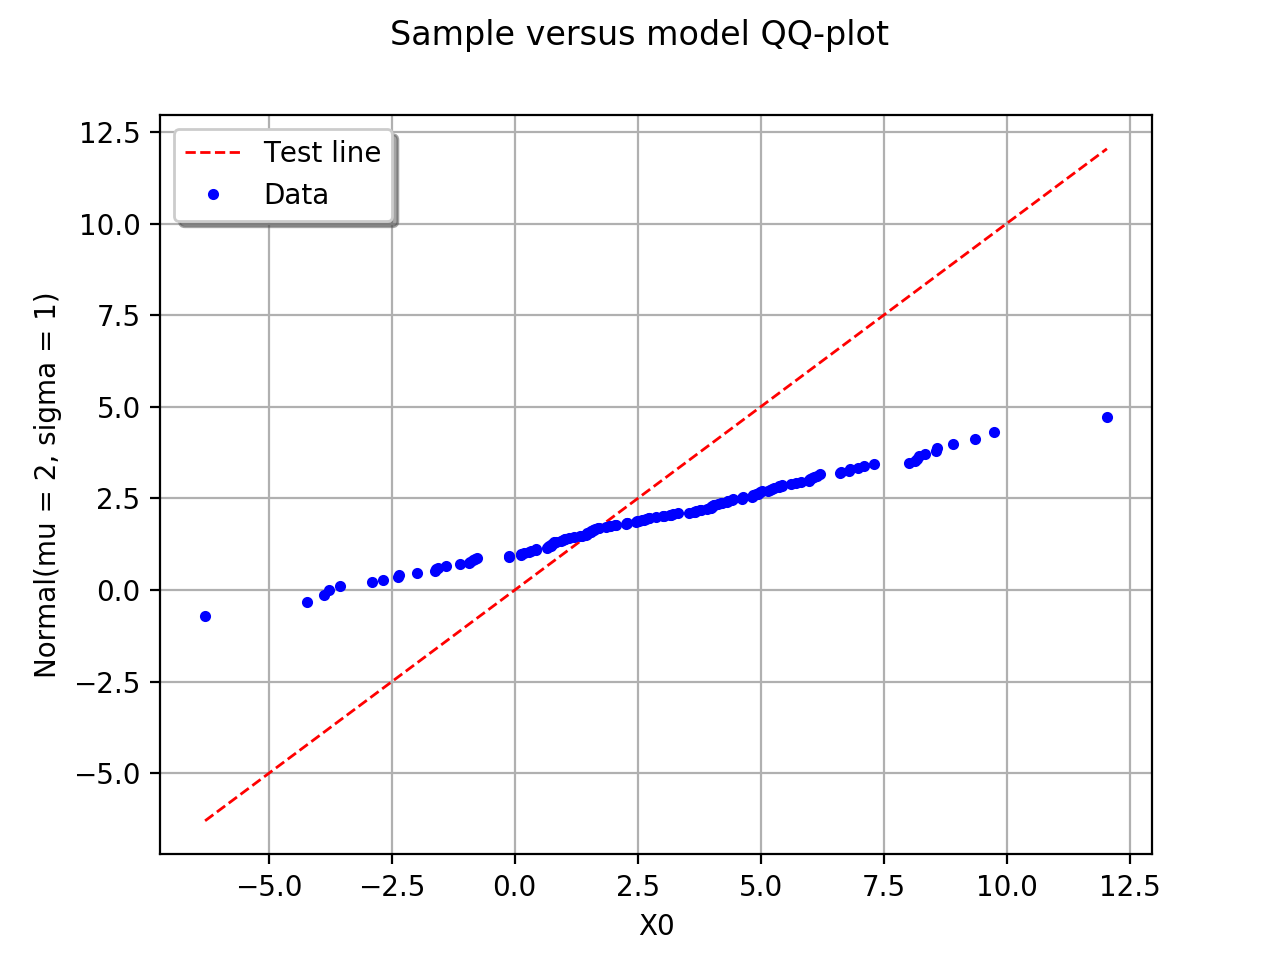 Sample versus model QQ-plot
12.5
10.0
7.5
5.0
2.5
0.0
−2.5
−5.0
Normal(mu = 2, sigma = 1)
Test line
Data
−5.0 −2.5 0.0 2.5 5.0 7.5 10.0 12.5
X0